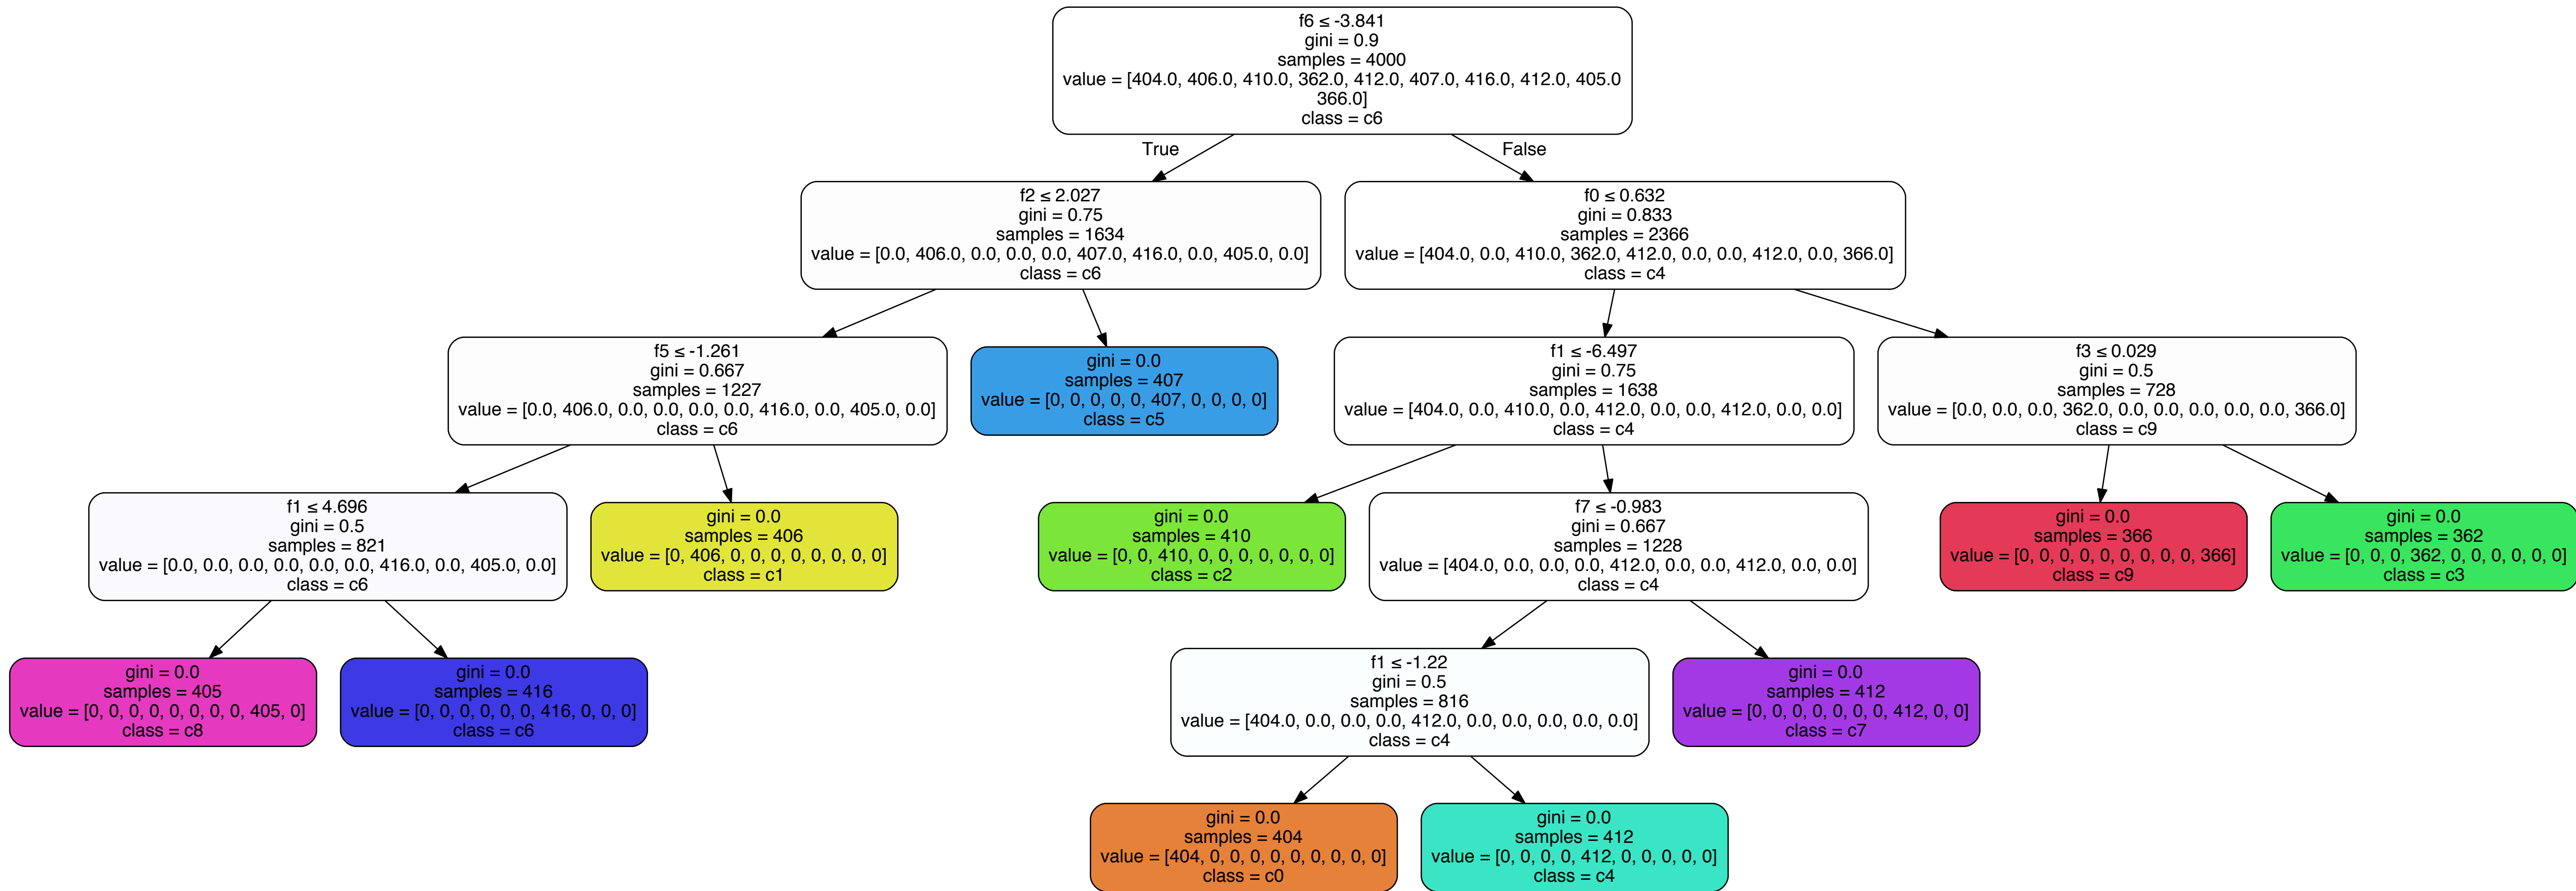 f6 ≤ -3.841
gini = 0.9
samples = 4000
value = [404.0, 406.0, 410.0, 362.0, 412.0, 407.0, 416.0, 412.0, 405.0
366.0]
class = c6
True
False
f2 ≤ 2.027
gini = 0.75
samples = 1634
value = [0.0, 406.0, 0.0, 0.0, 0.0, 407.0, 416.0, 0.0, 405.0, 0.0]
class = c6
f0 ≤ 0.632
gini = 0.833
samples = 2366
value = [404.0, 0.0, 410.0, 362.0, 412.0, 0.0, 0.0, 412.0, 0.0, 366.0]
class = c4
f5 ≤ -1.261
gini = 0.667
samples = 1227
value = [0.0, 406.0, 0.0, 0.0, 0.0, 0.0, 416.0, 0.0, 405.0, 0.0]
class = c6
gini = 0.0
samples = 407
value = [0, 0, 0, 0, 0, 407, 0, 0, 0, 0]
class = c5
f1 ≤ -6.497
gini = 0.75
samples = 1638
value = [404.0, 0.0, 410.0, 0.0, 412.0, 0.0, 0.0, 412.0, 0.0, 0.0]
class = c4
f3 ≤ 0.029
gini = 0.5
samples = 728
value = [0.0, 0.0, 0.0, 362.0, 0.0, 0.0, 0.0, 0.0, 0.0, 366.0]
class = c9
f1 ≤ 4.696
gini = 0.5
samples = 821
value = [0.0, 0.0, 0.0, 0.0, 0.0, 0.0, 416.0, 0.0, 405.0, 0.0]
class = c6
gini = 0.0
samples = 406
value = [0, 406, 0, 0, 0, 0, 0, 0, 0, 0]
class = c1
gini = 0.0
samples = 410
value = [0, 0, 410, 0, 0, 0, 0, 0, 0, 0]
class = c2
f7 ≤ -0.983
gini = 0.667
samples = 1228
value = [404.0, 0.0, 0.0, 0.0, 412.0, 0.0, 0.0, 412.0, 0.0, 0.0]
class = c4
gini = 0.0
samples = 366
value = [0, 0, 0, 0, 0, 0, 0, 0, 0, 366]
class = c9
gini = 0.0
samples = 362
value = [0, 0, 0, 362, 0, 0, 0, 0, 0, 0]
class = c3
gini = 0.0
samples = 405
value = [0, 0, 0, 0, 0, 0, 0, 0, 405, 0]
class = c8
gini = 0.0
samples = 416
value = [0, 0, 0, 0, 0, 0, 416, 0, 0, 0]
class = c6
f1 ≤ -1.22
gini = 0.5
samples = 816
value = [404.0, 0.0, 0.0, 0.0, 412.0, 0.0, 0.0, 0.0, 0.0, 0.0]
class = c4
gini = 0.0
samples = 412
value = [0, 0, 0, 0, 0, 0, 0, 412, 0, 0]
class = c7
gini = 0.0
samples = 404
value = [404, 0, 0, 0, 0, 0, 0, 0, 0, 0]
class = c0
gini = 0.0
samples = 412
value = [0, 0, 0, 0, 412, 0, 0, 0, 0, 0]
class = c4